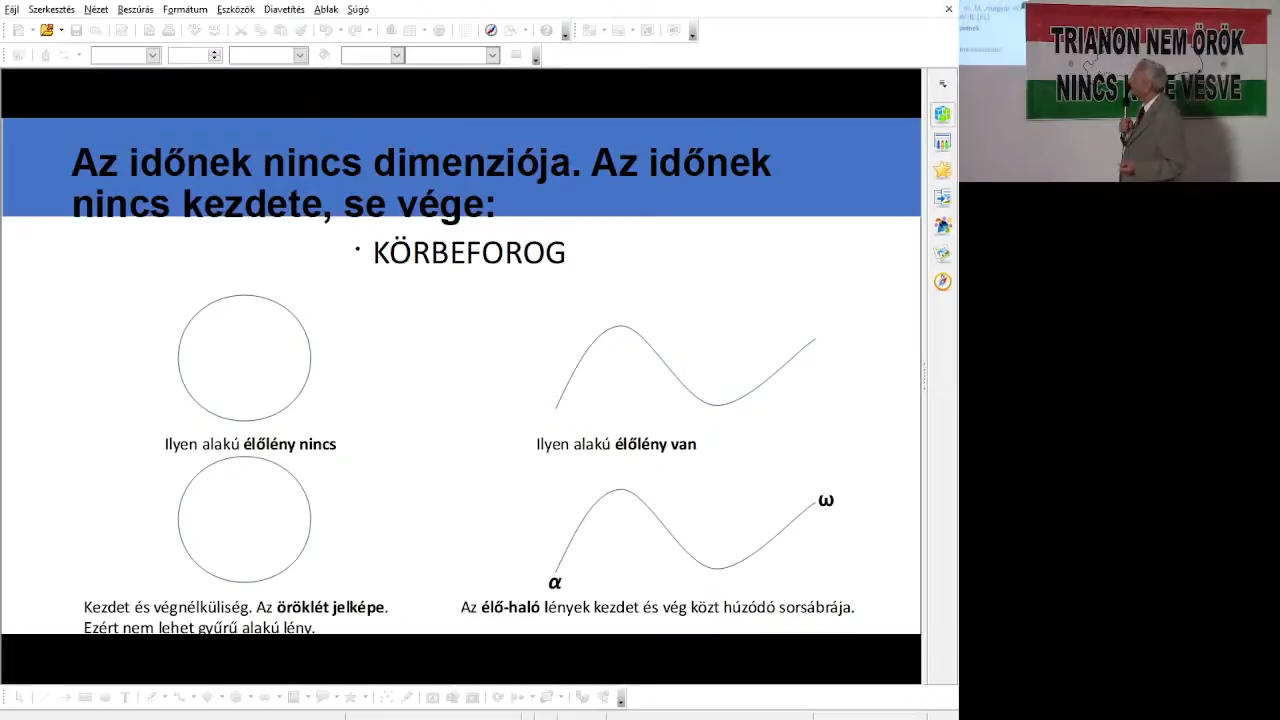 Fájl Szerkesztés Nézet Beszúrás Formátum Eszközök Diavetítés Ablak Súgó
TRIANON NEM ÖRÖK
NINCS VÉSVE
Az időnek nincs dimenziója. Az időnek
nincs kezdete, se vége:
• KÖRBEFOROG
Ilyen alakú élőlény nincs
Ilyen alakú élőlény van
ω
α
Kezdet és végnélküliség. Az öröklét jelképe.
Ezért nem lehet gyűrű alakú lény.
Az élő-haló lények kezdet és vég közt húzódó sorsábrája.